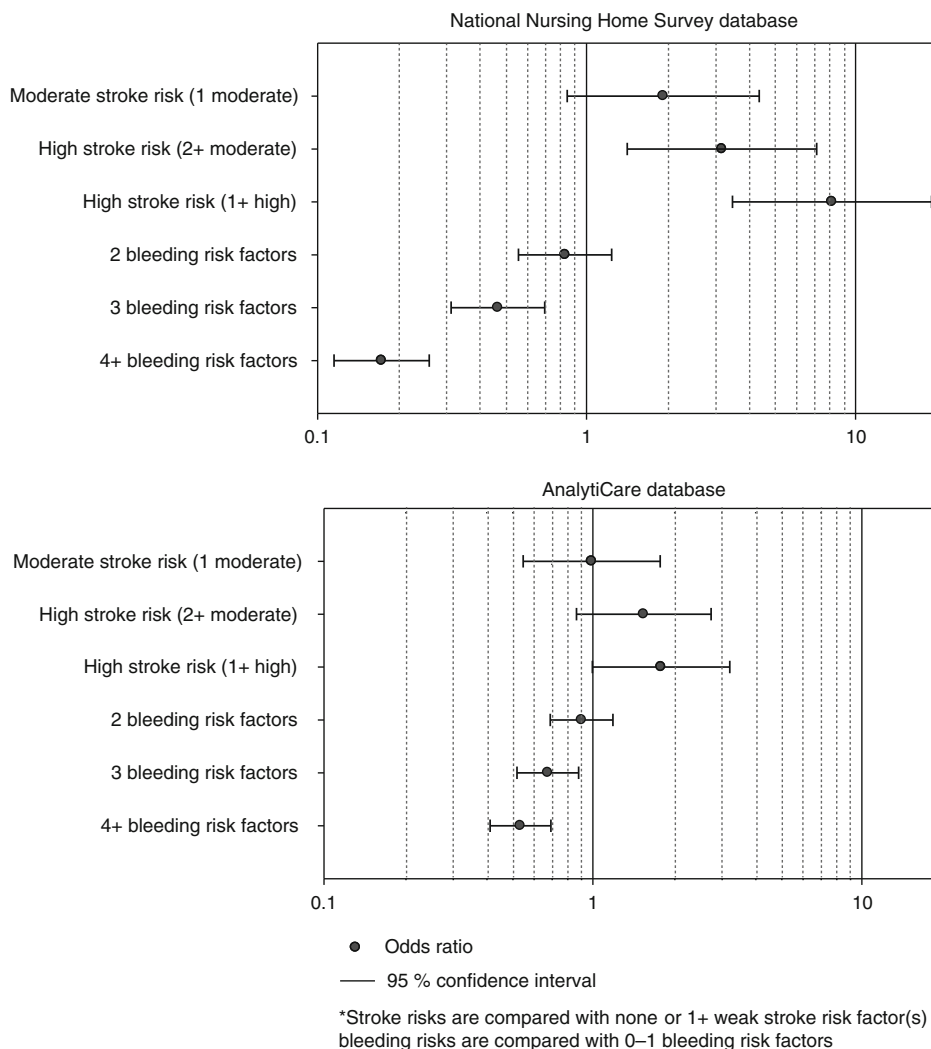 National Nursing Home Survey database
Moderate stroke risk (1 moderate)
High stroke risk (2+ moderate)
High stroke risk (1+ high)
2 bleeding risk factors
3 bleeding risk factors
4+ bleeding risk factors
0.1 1 10
AnalytiCare database
Moderate stroke risk (1 moderate)
High stroke risk (2+ moderate)
High stroke risk (1+ high)
2 bleeding risk factors
3 bleeding risk factors
4+ bleeding risk factors
0.1 1 10
Odds ratio
95 % confidence interval
*Stroke risks are compared with none or 1+ weak stroke risk factor(s)
bleeding risks are compared with 0–1 bleeding risk factors